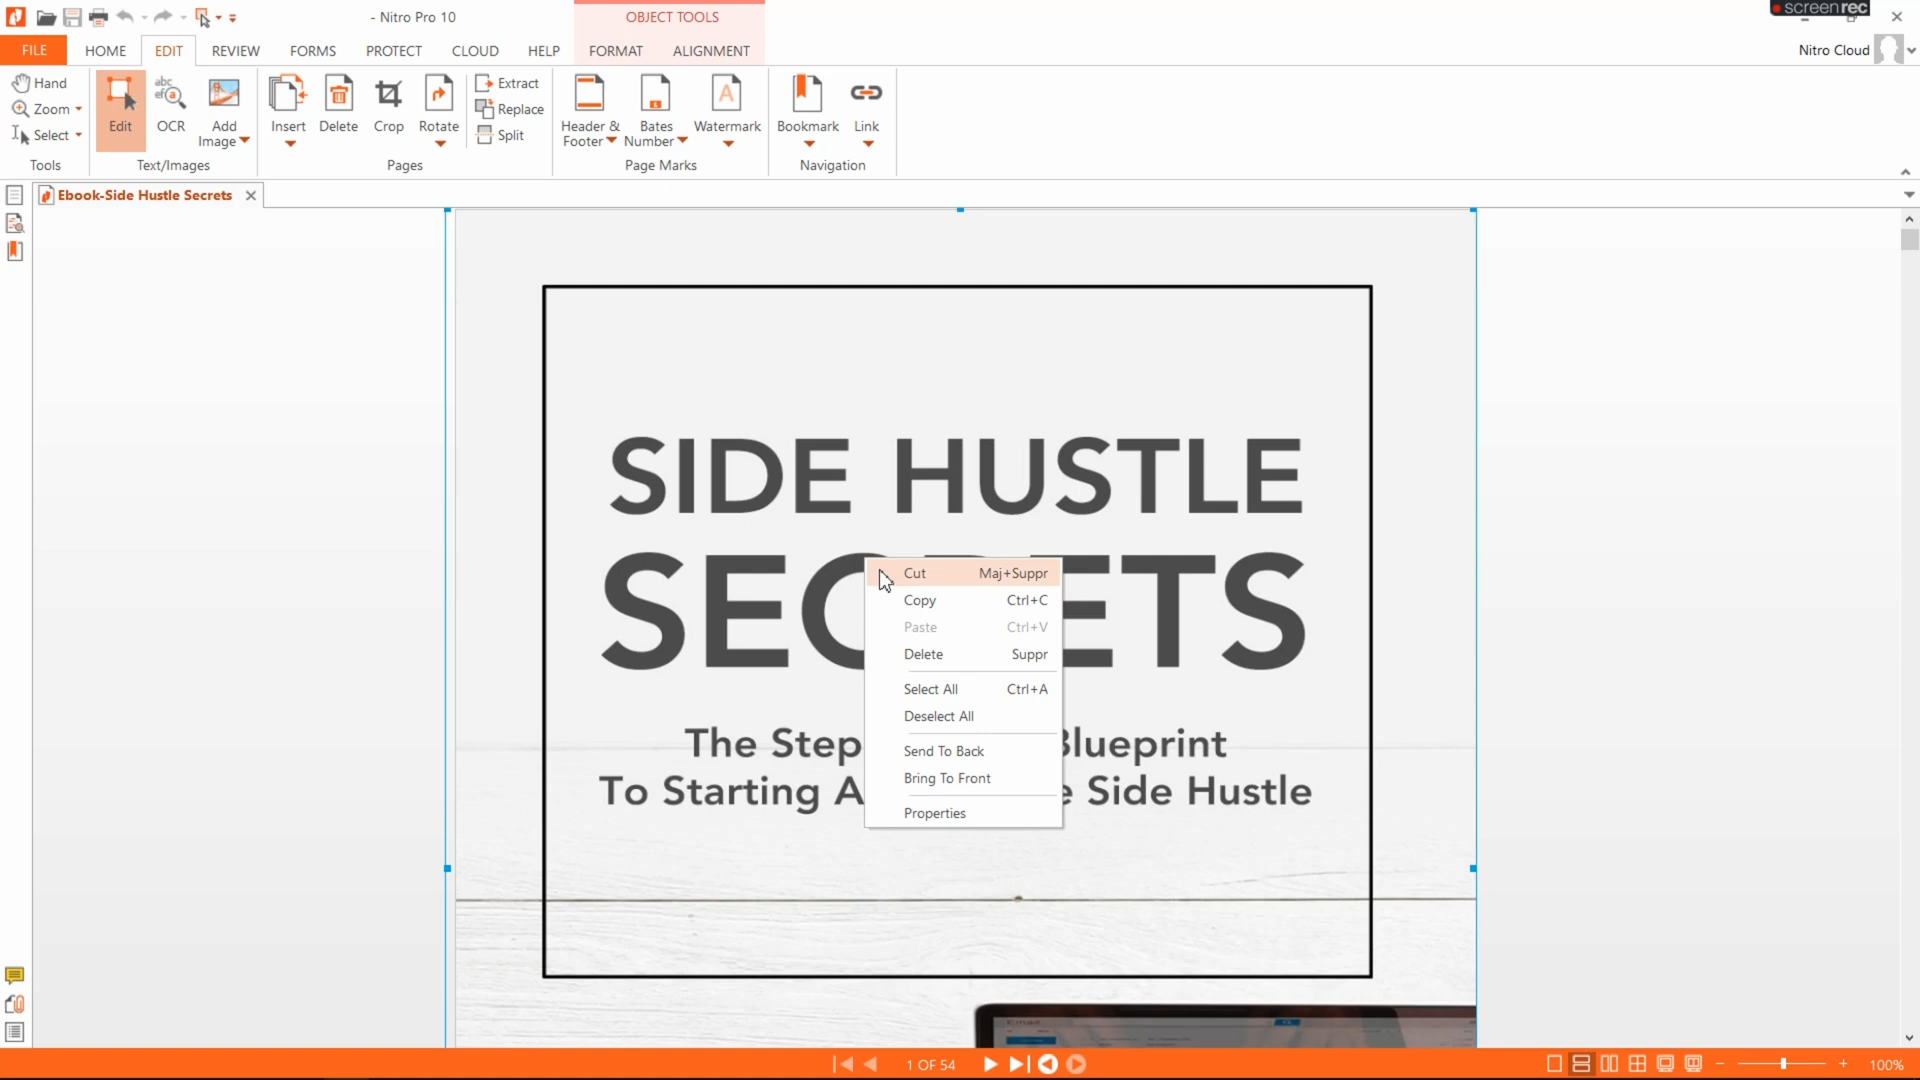 - Nitro Pro 10
OBJECT TOOLS
screenrec
FILE
HOME
EDIT
REVIEW
FORMS
PROTECT
CLOUD
HELP
FORMAT
ALIGNMENT
Nitro Cloud
Hand
Zoom
Select
Tools
Edit
OCR
Add
Image
Text/Images
Insert
Delete
Crop
Rotate
Extract
Replace
Split
Pages
Header &
Footer
Bates
Number
Watermark
Page Marks
Bookmark
Link
Navigation
Ebook-Side Hustle Secrets
SIDE HUSTLE
SECRETS
The Step Blueprint
To Starting A Side Hustle
Cut Maj+Suppr
Copy Ctrl+C
Paste Ctrl+V
Delete Suppr
Select All Ctrl+A
Deselect All
Send To Back
Bring To Front
Properties
1 OF 54
100%